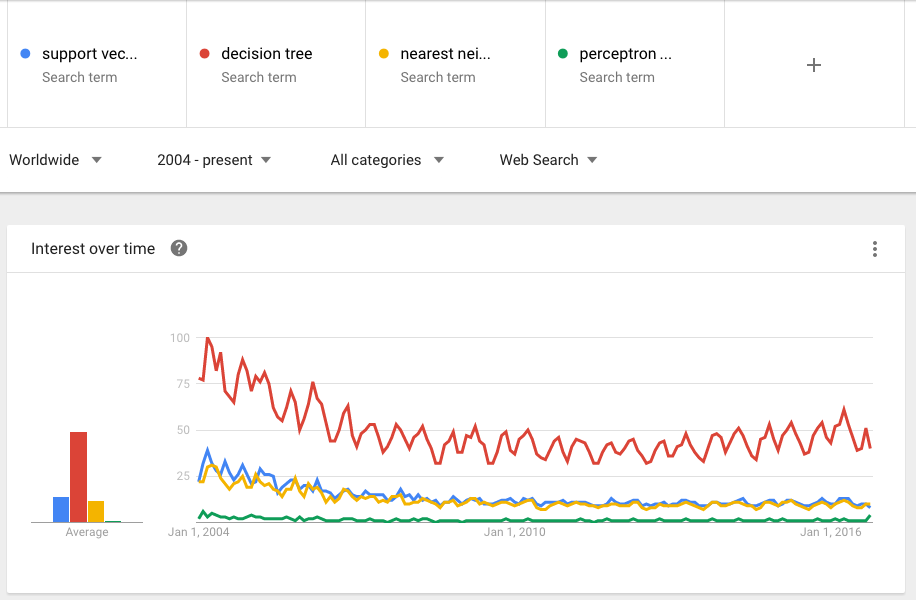 support vec... decision tree nearest nei... perceptron ...
Search term Search term Search term Search term
Worldwide 2004 - present All categories Web Search
Interest over time ?
100
75
50
25
Average Jan 1, 2004 Jan 1, 2010 Jan 1, 2016